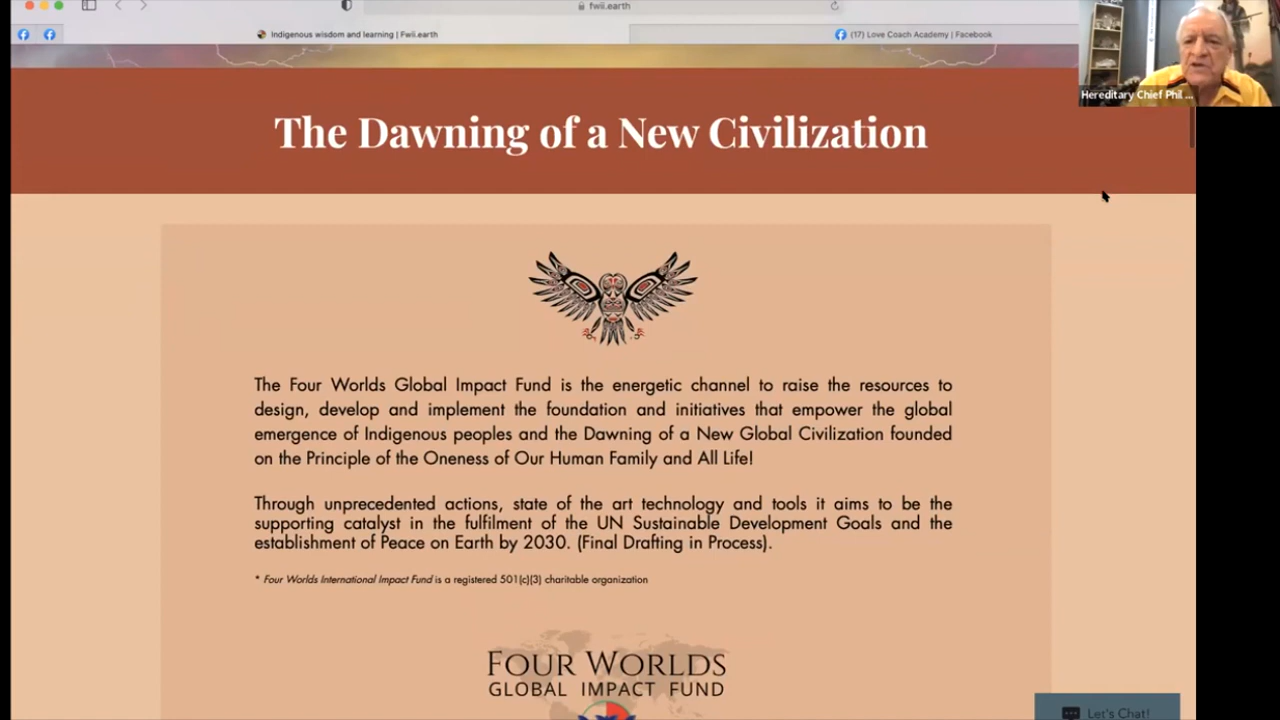 fwii.earth
Indigenous wisdom and learning | Fwii.earth
(17) Love Coach Academy | Facebook
Hereditary Chief Phil ...
The Dawning of a New Civilization
The Four Worlds Global Impact Fund is the energetic channel to raise the resources to
design, develop and implement the foundation and initiatives that empower the global
emergence of Indigenous peoples and the Dawning of a New Global Civilization founded
on the Principle of the Oneness of Our Human Family and All Life!
Through unprecedented actions, state of the art technology and tools it aims to be the
supporting catalyst in the fulfilment of the UN Sustainable Development Goals and the
establishment of Peace on Earth by 2030. (Final Drafting in Process).
* Four Worlds International Impact Fund is a registered 501(c)(3) charitable organization
FOUR WORLDS
GLOBAL IMPACT FUND
Let's Chat!